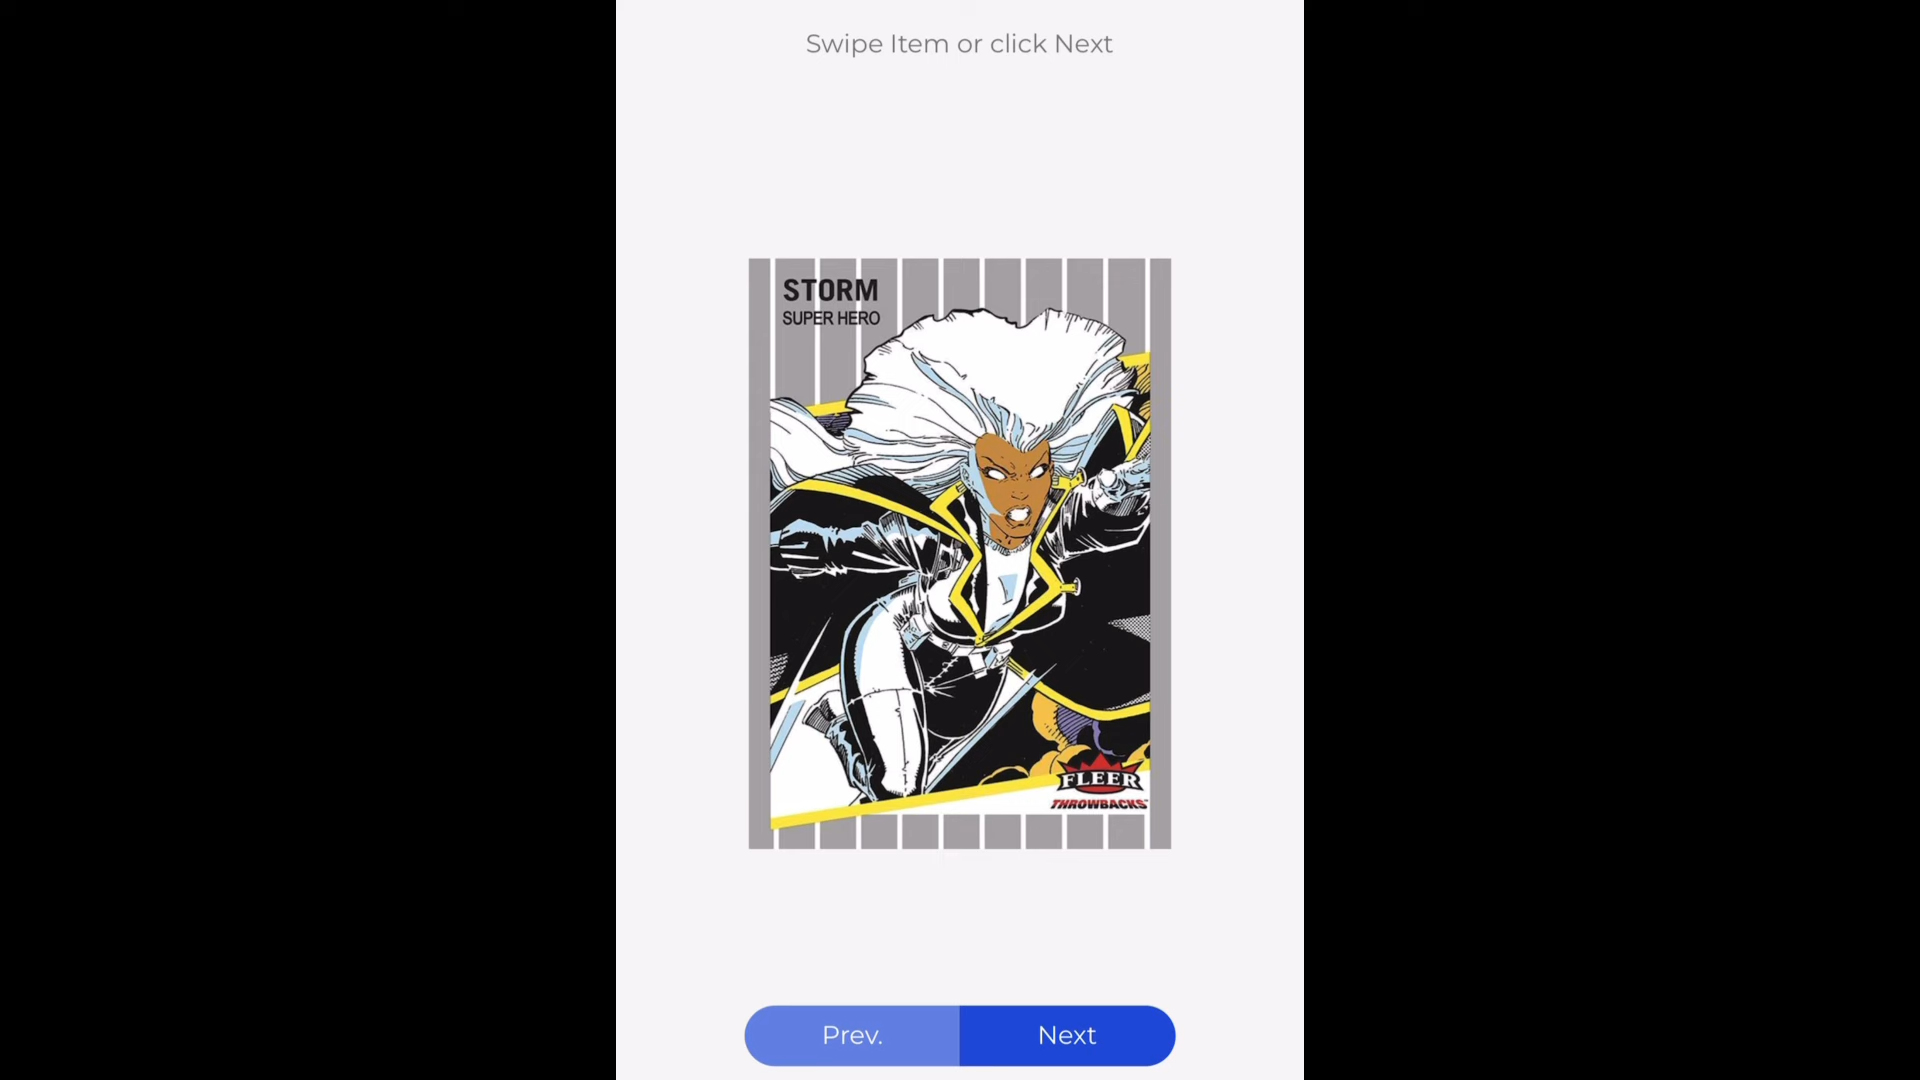 Swipe Item or click Next
STORM
SUPER HERO
FLEER
THROWBACKS
Prev.
Next